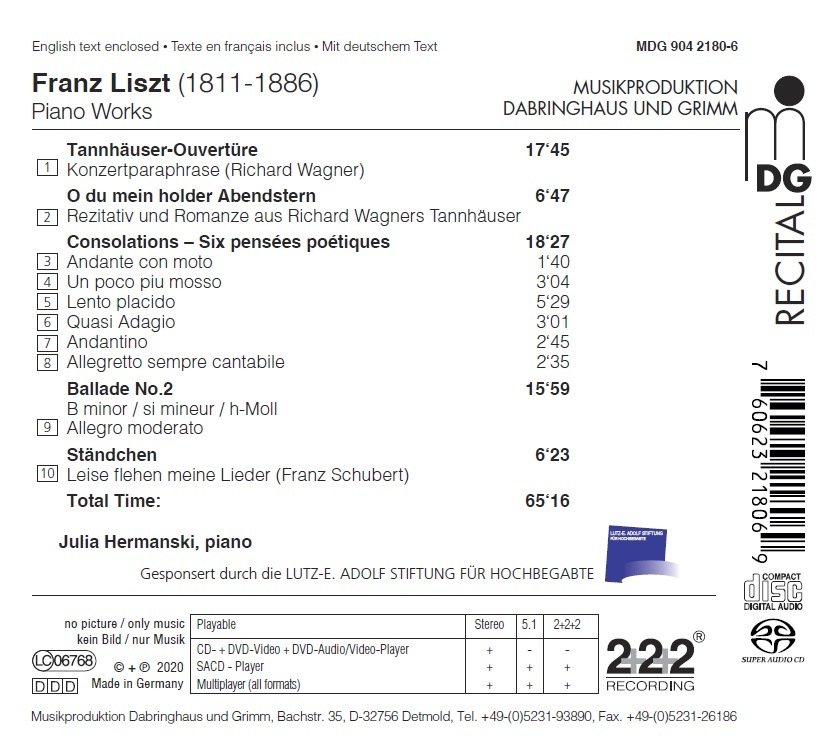 English text enclosed • Texte en français inclus • Mit deutschem Text
MDG 904 2180-6
Franz Liszt (1811-1886)
Piano Works
MUSIKPRODUKTION
DABRINGHAUS UND GRIMM
mDG
RECITAL
Tannhäuser-Ouvertüre 17‘45
1 Konzertparaphrase (Richard Wagner)
O du mein holder Abendstern 6‘47
2 Rezitativ und Romanze aus Richard Wagners Tannhäuser
Consolations – Six pensées poétiques 18‘27
3 Andante con moto 1‘40
4 Un poco piu mosso 3‘04
5 Lento placido 5‘29
6 Quasi Adagio 3‘01
7 Andantino 2‘45
8 Allegretto sempre cantabile 2‘35
Ballade No.2 15‘59
B minor / si mineur / h-Moll
9 Allegro moderato
Ständchen 6‘23
10 Leise flehen meine Lieder (Franz Schubert)
Total Time: 65‘16
Julia Hermanski, piano
LUTZ-E. ADOLF STIFTUNG
FÜR HOCHBEGABTE
Gesponsert durch die LUTZ-E. ADOLF STIFTUNG FÜR HOCHBEGABTE
7 60623 21806 9
COMPACT
disc
DIGITAL AUDIO
SUPER AUDIO CD
no picture / only music
kein Bild / nur Musik
LC 06768
© + ℗ 2020
DDD
Made in Germany
Playable Stereo 5.1 2+2+2
CD- + DVD-Video + DVD-Audio/Video-Player + - -
SACD - Player + + +
Multiplayer (all formats) + + +
2+2+2®
RECORDING
Musikproduktion Dabringhaus und Grimm, Bachstr. 35, D-32756 Detmold, Tel. +49-(0)5231-93890, Fax. +49-(0)5231-26186